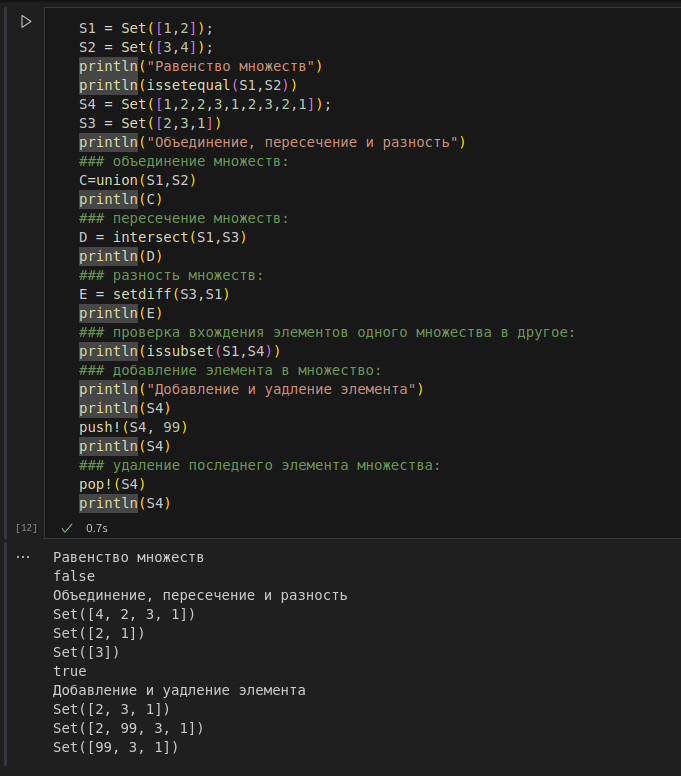 S1 = Set([1,2]);
S2 = Set([3,4]);
println("Равенство множеств")
println(issetequal(S1,S2))
S4 = Set([1,2,2,3,1,2,3,2,1]);
S3 = Set([2,3,1])
println("Объединение, пересечение и разность")
### объединение множеств:
C=union(S1,S2)
println(C)
### пересечение множеств:
D = intersect(S1,S3)
println(D)
### разность множеств:
E = setdiff(S3,S1)
println(E)
### проверка вхождения элементов одного множества в другое:
println(issubset(S1,S4))
### добавление элемента в множество:
println("Добавление и уадление элемента")
println(S4)
push!(S4, 99)
println(S4)
### удаление последнего элемента множества:
pop!(S4)
println(S4)
[12]
0.7s
Равенство множеств
false
Объединение, пересечение и разность
Set([4, 2, 3, 1])
Set([2, 1])
Set([3])
true
Добавление и уадление элемента
Set([2, 3, 1])
Set([2, 99, 3, 1])
Set([99, 3, 1])